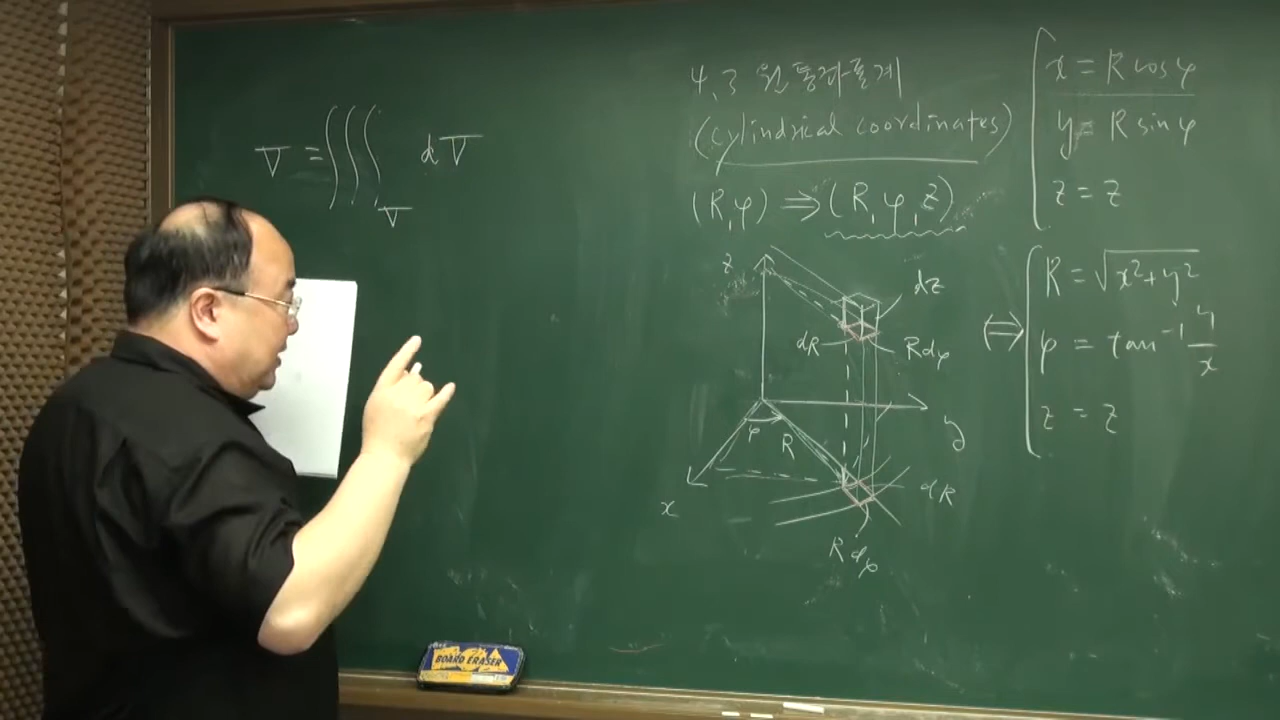 V = ∭_V dV
4.3 원통좌표계
(cylindrical coordinates)
(R, φ) ⇒ (R, φ, z)
x = R cos φ
y = R sin φ
z = z
⇔
R = √(x² + y²)
φ = tan⁻¹ y/x
z = z
z
dz
dR
R dφ
φ
R
y
x
dR
R dφ
BOARD ERASER